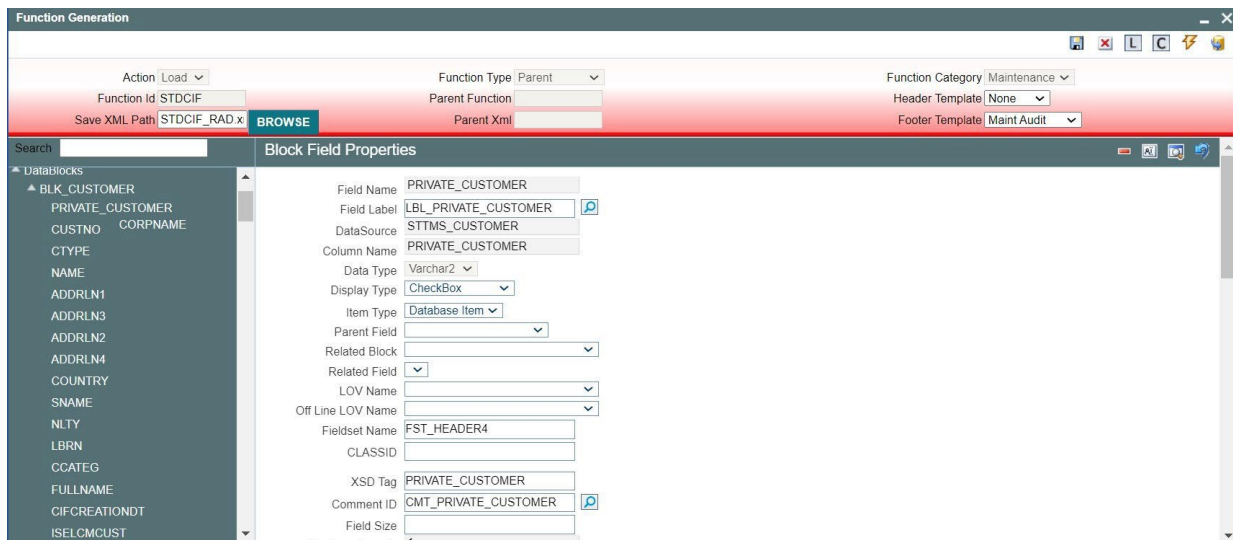 Function Generation
L C
Action Load Function Type Parent Function Category Maintenance
Function Id STDCIF Parent Function Header Template None
Save XML Path STDCIF_RAD.x BROWSE Parent Xml Footer Template Maint Audit
Search Block Field Properties
DataBlocks
BLK_CUSTOMER
PRIVATE_CUSTOMER
CUSTNO CORPNAME
CTYPE
NAME
ADDRLN1
ADDRLN3
ADDRLN2
ADDRLN4
COUNTRY
SNAME
NLTY
LBRN
CCATEG
FULLNAME
CIFCREATIONDT
ISELCMCUST
Field Name PRIVATE_CUSTOMER
Field Label LBL_PRIVATE_CUSTOMER
DataSource STTMS_CUSTOMER
Column Name PRIVATE_CUSTOMER
Data Type Varchar2
Display Type CheckBox
Item Type Database Item
Parent Field
Related Block
Related Field
LOV Name
Off Line LOV Name
Fieldset Name FST_HEADER4
CLASSID
XSD Tag PRIVATE_CUSTOMER
Comment ID CMT_PRIVATE_CUSTOMER
Field Size